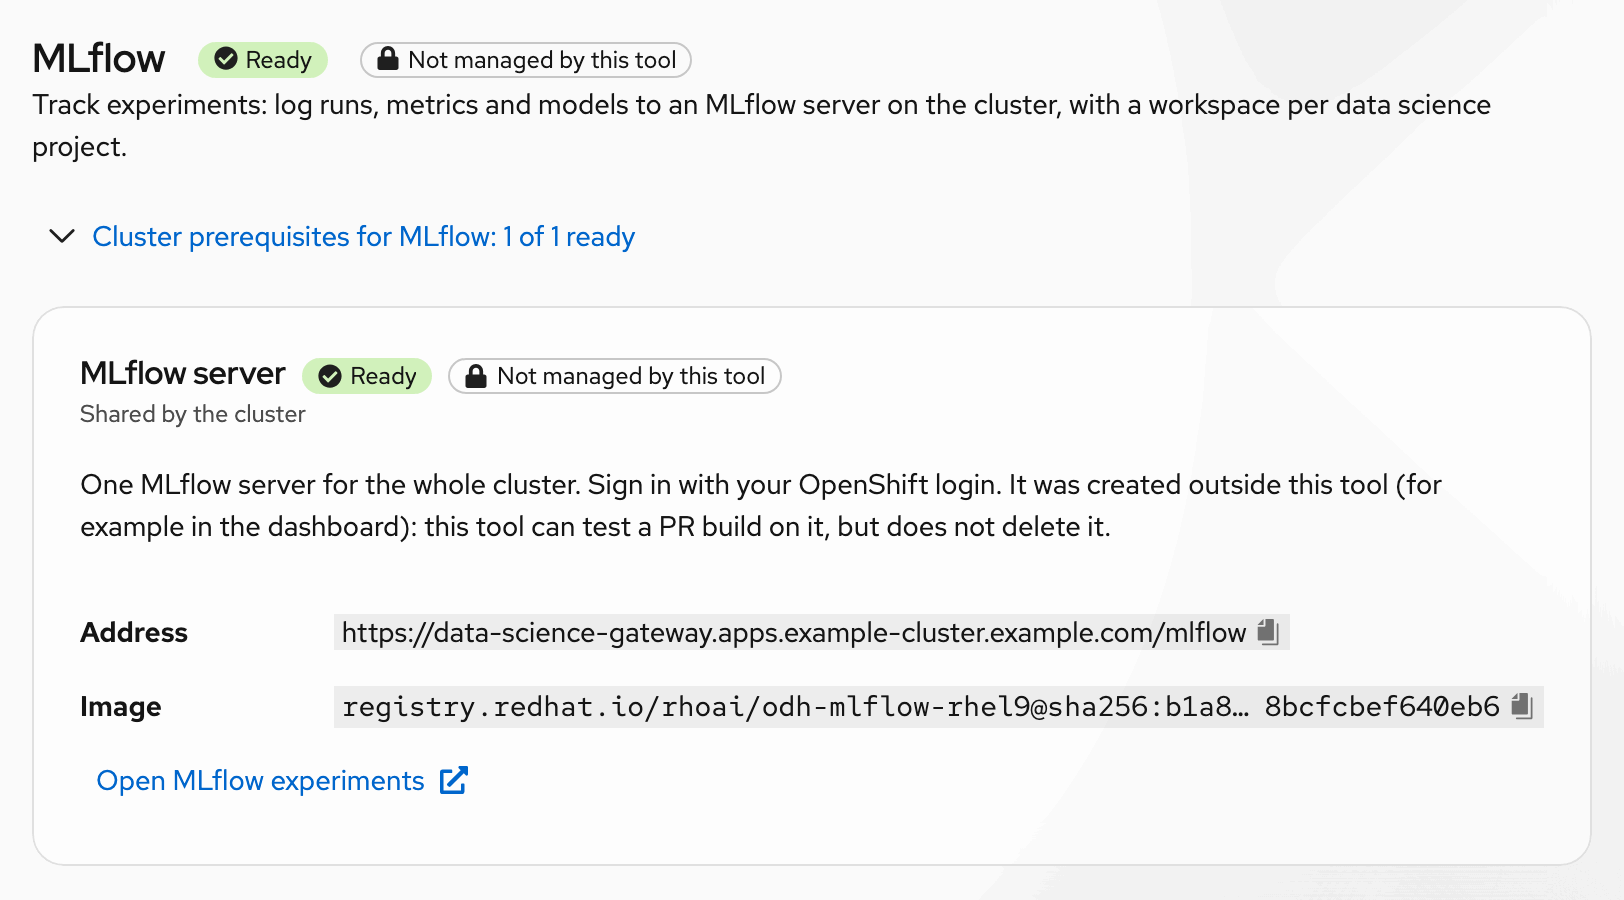 MLflow Ready Not managed by this tool
Track experiments: log runs, metrics and models to an MLflow server on the cluster, with a workspace per data science
project.
Cluster prerequisites for MLflow: 1 of 1 ready
MLflow server Ready Not managed by this tool
Shared by the cluster
One MLflow server for the whole cluster. Sign in with your OpenShift login. It was created outside this tool (for
example in the dashboard): this tool can test a PR build on it, but does not delete it.
Address https://data-science-gateway.apps.example-cluster.example.com/mlflow
Image registry.redhat.io/rhoai/odh-mlflow-rhel9@sha256:b1a8… 8bcfcbef640eb6
Open MLflow experiments